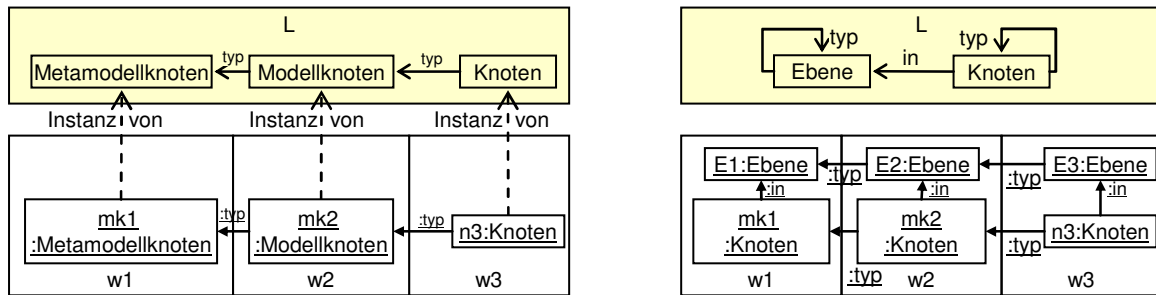 L
typ
typ
Metamodellknoten
Modellknoten
Knoten
Instanz von
Instanz von
Instanz von
mk1
:Metamodellknoten
:typ
mk2
:Modellknoten
:typ
n3:Knoten
w1
w2
w3
L
typ
typ
in
Ebene
Knoten
E1:Ebene
E2:Ebene
E3:Ebene
:typ
:typ
:in
:in
:in
mk1
:Knoten
mk2
:Knoten
n3:Knoten
:typ
:typ
w1
w2
w3